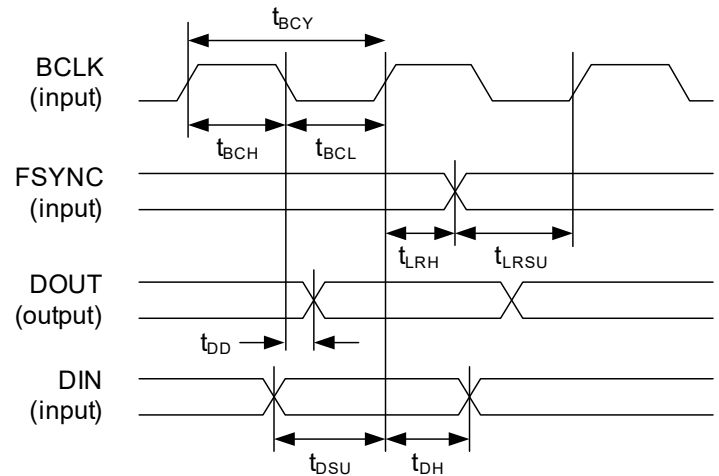 tBCY
BCLK
(input)
tBCH
tBCL
FSYNC
(input)
tLRH
tLRSU
DOUT
(output)
tDD
DIN
(input)
tDSU
tDH